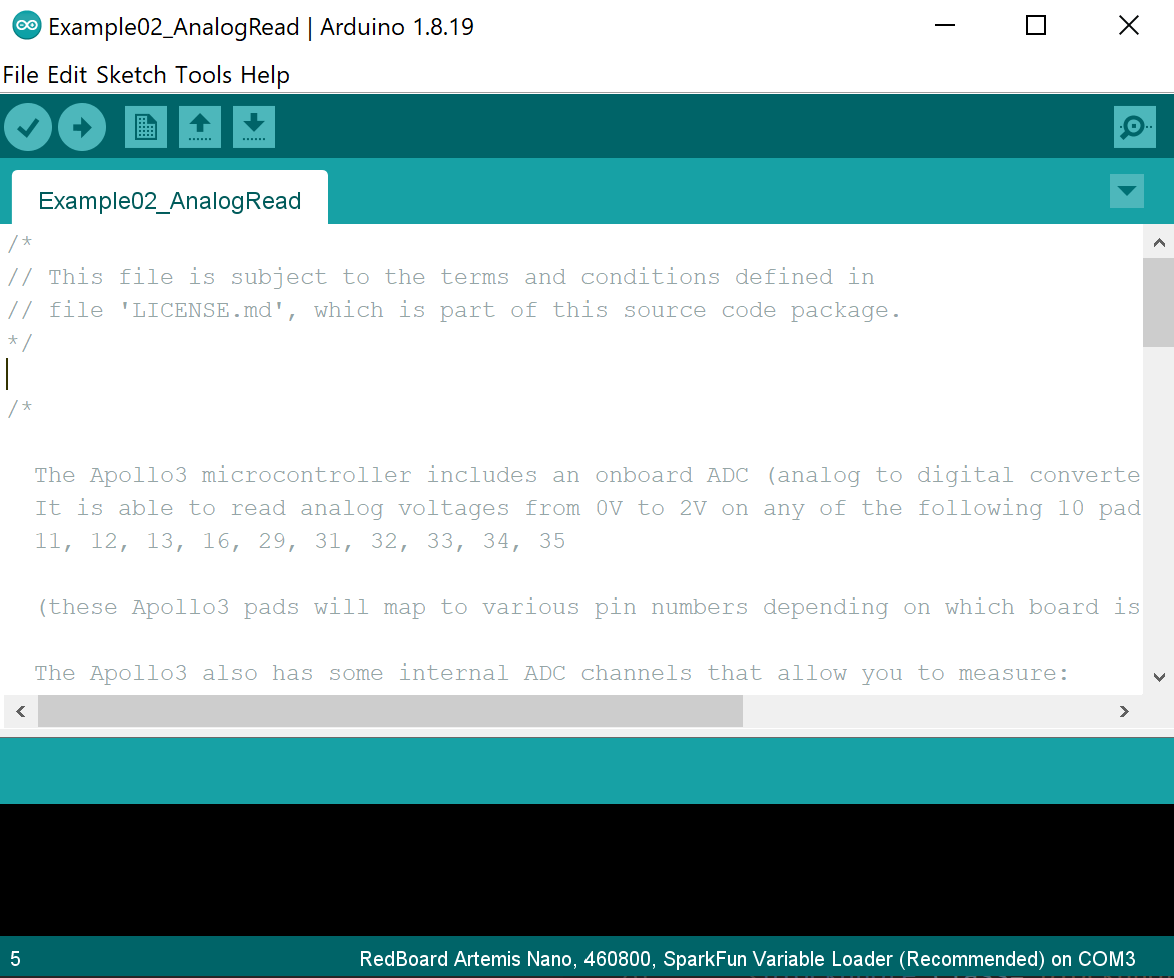 Example02_AnalogRead | Arduino 1.8.19
File Edit Sketch Tools Help
Example02_AnalogRead
/*
// This file is subject to the terms and conditions defined in
// file 'LICENSE.md', which is part of this source code package.
*/
/*
The Apollo3 microcontroller includes an onboard ADC (analog to digital converte
It is able to read analog voltages from 0V to 2V on any of the following 10 pad
11, 12, 13, 16, 29, 31, 32, 33, 34, 35
(these Apollo3 pads will map to various pin numbers depending on which board is
The Apollo3 also has some internal ADC channels that allow you to measure:
5 RedBoard Artemis Nano, 460800, SparkFun Variable Loader (Recommended) on COM3